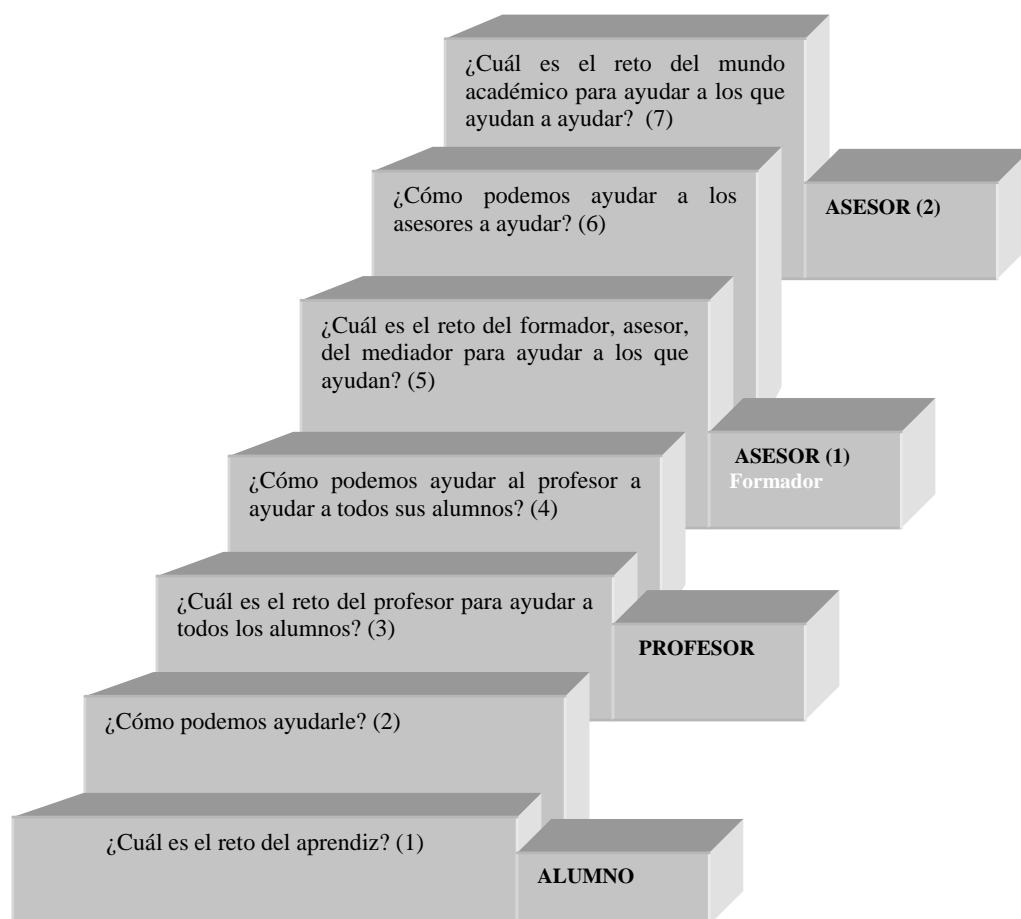 ¿Cuál es el reto del mundo
académico para ayudar a los que
ayudan a ayudar? (7)
¿Cómo podemos ayudar a los
asesores a ayudar? (6)
ASESOR (2)
¿Cuál es el reto del formador, asesor,
del mediador para ayudar a los que
ayudan? (5)
ASESOR (1)
Formador
¿Cómo podemos ayudar al profesor a
ayudar a todos sus alumnos? (4)
¿Cuál es el reto del profesor para ayudar a
todos los alumnos? (3)
PROFESOR
¿Cómo podemos ayudarle? (2)
¿Cuál es el reto del aprendiz? (1)
ALUMNO